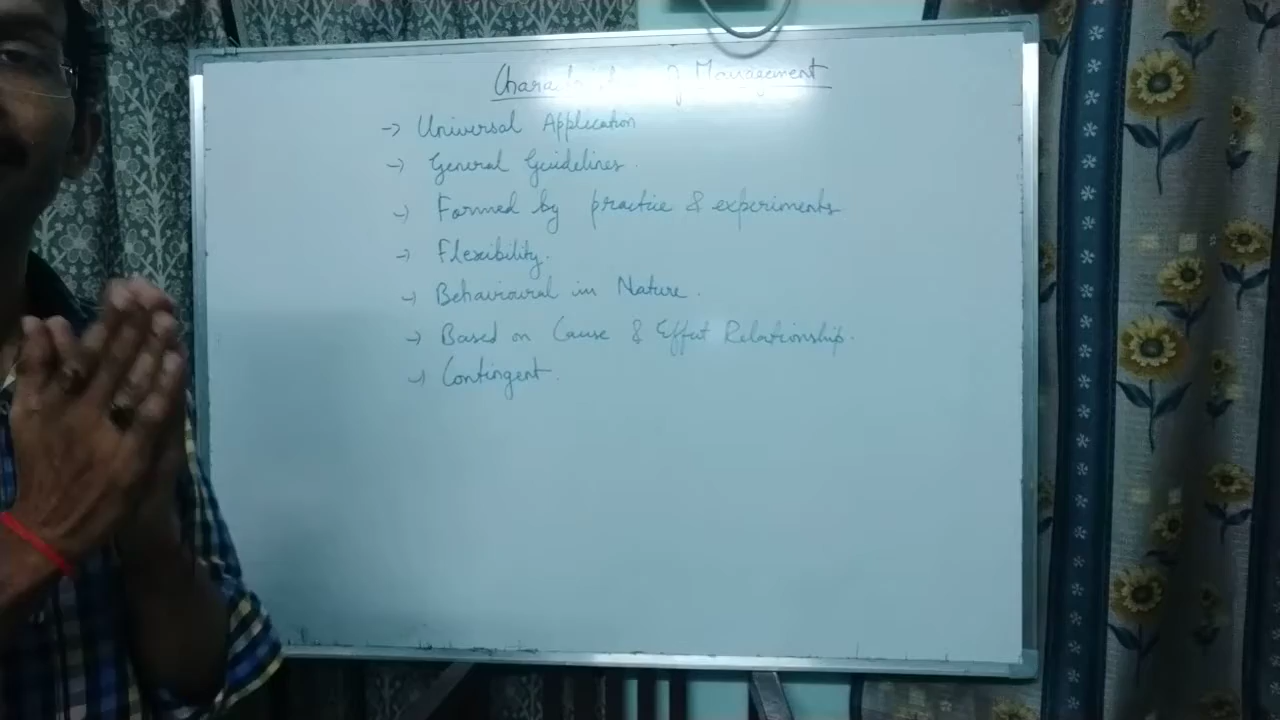 of Management
-> Universal Application
-> General Guidelines.
-> Formed by practice & experiments
-> Flexibility.
-> Behavioural in Nature.
-> Based on Cause & Effect Relationship.
-> Contingent.